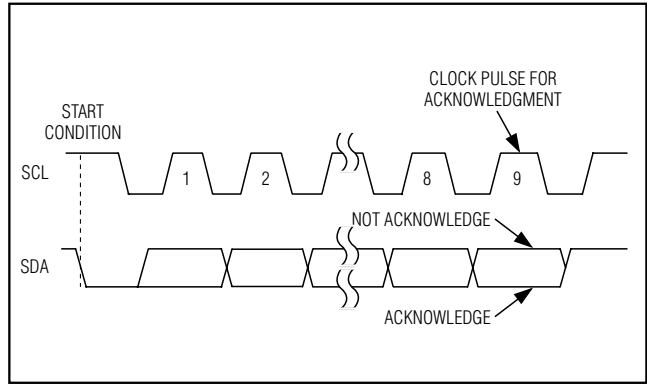 CLOCK PULSE FOR
ACKNOWLEDGMENT
START
CONDITION
SCL
1
2
8
9
NOT ACKNOWLEDGE
SDA
ACKNOWLEDGE